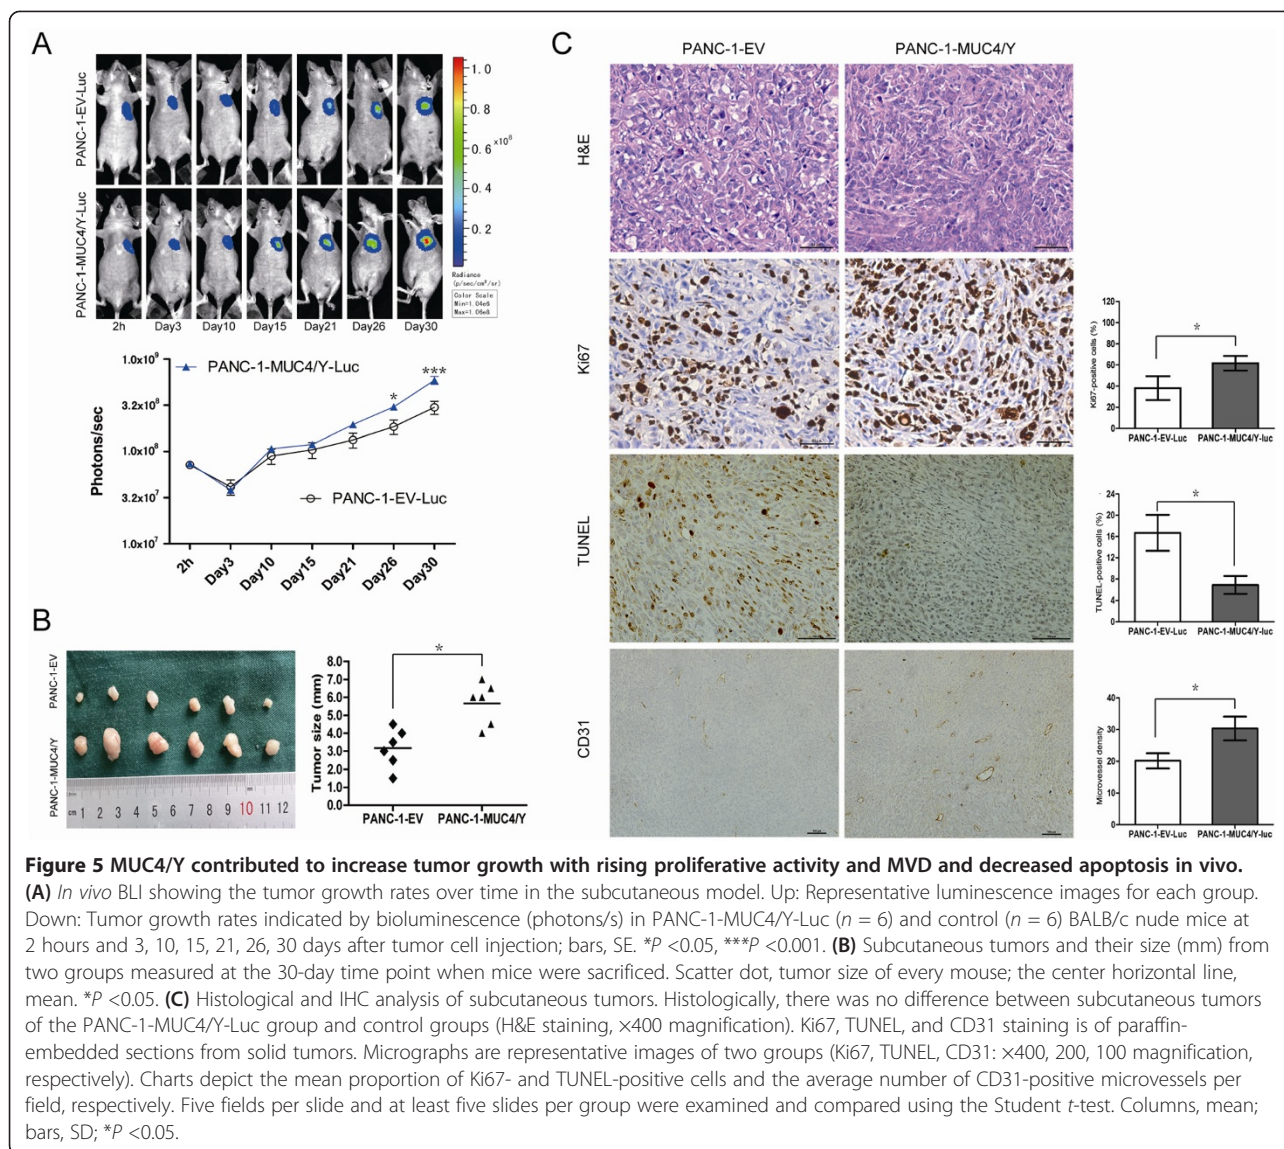 A
PANC-1-EV-Luc
PANC-1-MUC4/Y-Luc
2h Day3 Day10 Day15 Day21 Day26 Day30
1.0
0.8
×10⁸
0.6
0.4
0.2
Radiance
(p/sec/cm²/sr)
Color Scale
Min=1.04e8
Max=1.06e8
Photons/sec
1.0x10⁹
3.2x10⁸
1.0x10⁸
3.2x10⁷
1.0x10⁷
PANC-1-MUC4/Y-Luc
PANC-1-EV-Luc
* ***
2h Day3 Day10 Day15 Day21 Day26 Day30
B
PANC-1-EV
PANC-1-MUC4/Y
cm 1 2 3 4 5 6 7 8 9 10 11 12
Tumor size (mm)
8.0
7.0
6.0
5.0
4.0
3.0
2.0
1.0
0.0
*
PANC-1-EV PANC-1-MUC4/Y
C
PANC-1-EV PANC-1-MUC4/Y
H&E
Ki67
TUNEL
CD31
Ki67-positive cells (%)
120
100
80
60
40
20
0
*
PANC-1-EV-Luc PANC-1-MUC4/Y-luc
TUNEL-positive cells (%)
24
20
16
12
8
4
0
*
PANC-1-EV-Luc PANC-1-MUC4/Y-luc
Microvessel density
50
40
30
20
10
0
*
PANC-1-EV-Luc PANC-1-MUC4/Y-luc
Figure 5 MUC4/Y contributed to increase tumor growth with rising proliferative activity and MVD and decreased apoptosis in vivo.
(A) In vivo BLI showing the tumor growth rates over time in the subcutaneous model. Up: Representative luminescence images for each group.
Down: Tumor growth rates indicated by bioluminescence (photons/s) in PANC-1-MUC4/Y-Luc (n = 6) and control (n = 6) BALB/c nude mice at
2 hours and 3, 10, 15, 21, 26, 30 days after tumor cell injection; bars, SE. *P <0.05, ***P <0.001. (B) Subcutaneous tumors and their size (mm) from
two groups measured at the 30-day time point when mice were sacrificed. Scatter dot, tumor size of every mouse; the center horizontal line,
mean. *P <0.05. (C) Histological and IHC analysis of subcutaneous tumors. Histologically, there was no difference between subcutaneous tumors
of the PANC-1-MUC4/Y-Luc group and control groups (H&E staining, ×400 magnification). Ki67, TUNEL, and CD31 staining is of paraffin-
embedded sections from solid tumors. Micrographs are representative images of two groups (Ki67, TUNEL, CD31: ×400, 200, 100 magnification,
respectively). Charts depict the mean proportion of Ki67- and TUNEL-positive cells and the average number of CD31-positive microvessels per
field, respectively. Five fields per slide and at least five slides per group were examined and compared using the Student t-test. Columns, mean;
bars, SD; *P <0.05.